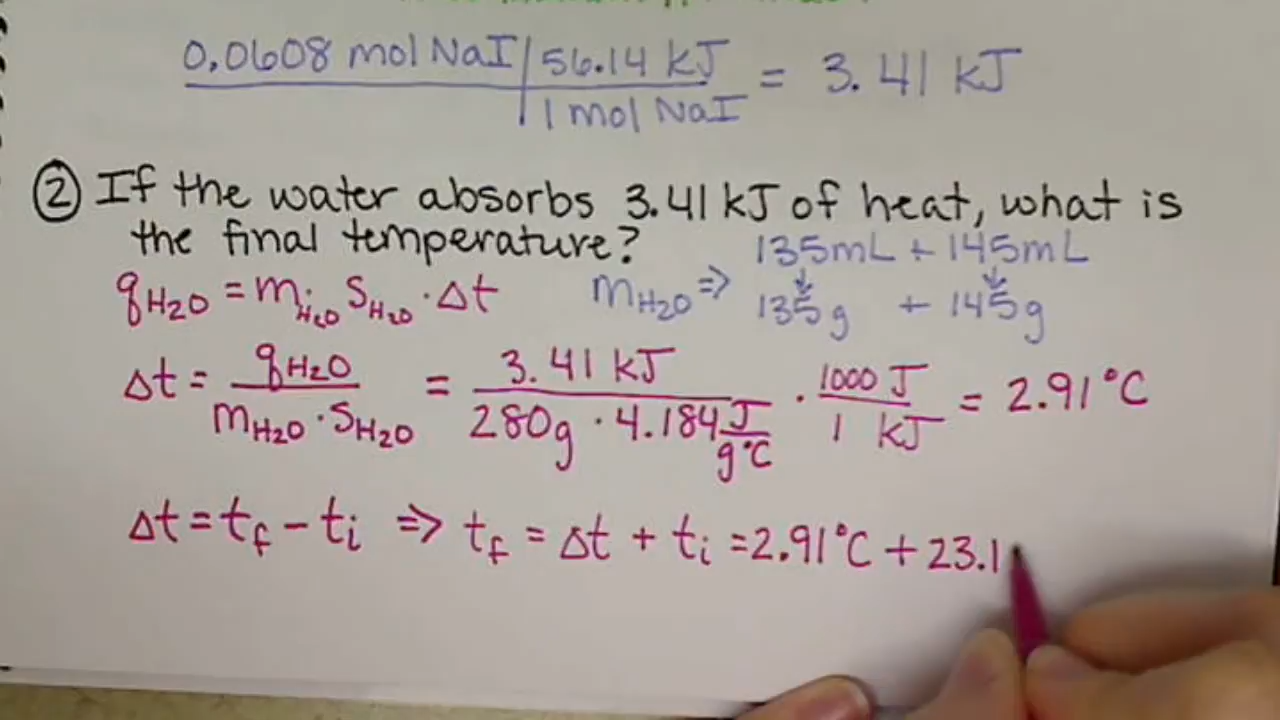 0.0608 mol NaI | 56.14 kJ = 3.41 kJ
1 mol NaI
② If the water absorbs 3.41 kJ of heat, what is
the final temperature?
135mL + 145mL
qH2O = mH2O SH2O · Δt
mH2O => 135g + 145g
Δt = qH2O / mH2O · SH2O = 3.41 kJ / 280g · 4.184 J/g°C · 1000 J / 1 kJ = 2.91°C
Δt = tf - ti => tf = Δt + ti = 2.91°C + 23.1